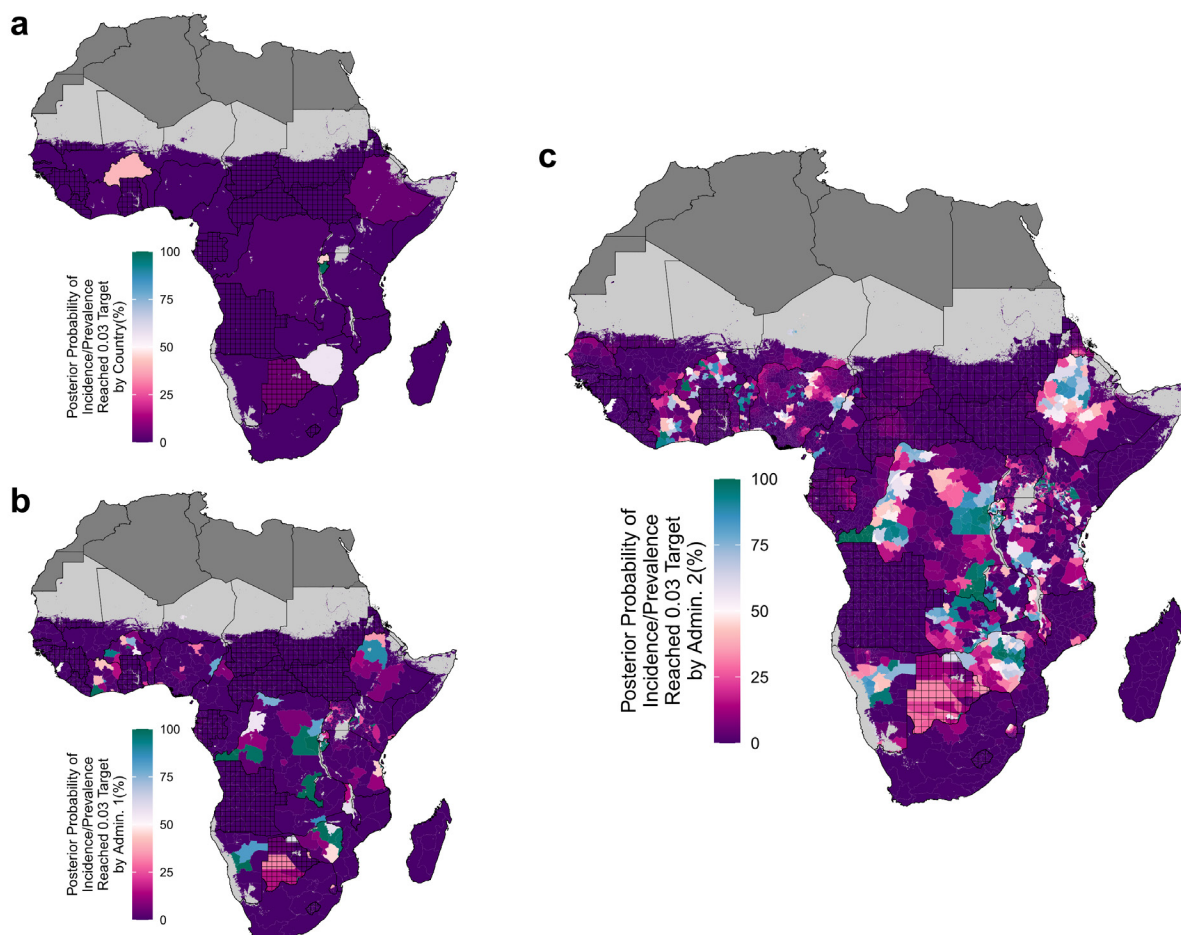 a
Posterior Probability of
Incidence/Prevalence
Reached 0.03 Target
by Country(%)
100
75
50
25
0
b
Posterior Probability of
Incidence/Prevalence
Reached 0.03 Target
by Admin. 1(%)
100
75
50
25
0
c
Posterior Probability of
Incidence/Prevalence
Reached 0.03 Target
by Admin. 2(%)
100
75
50
25
0